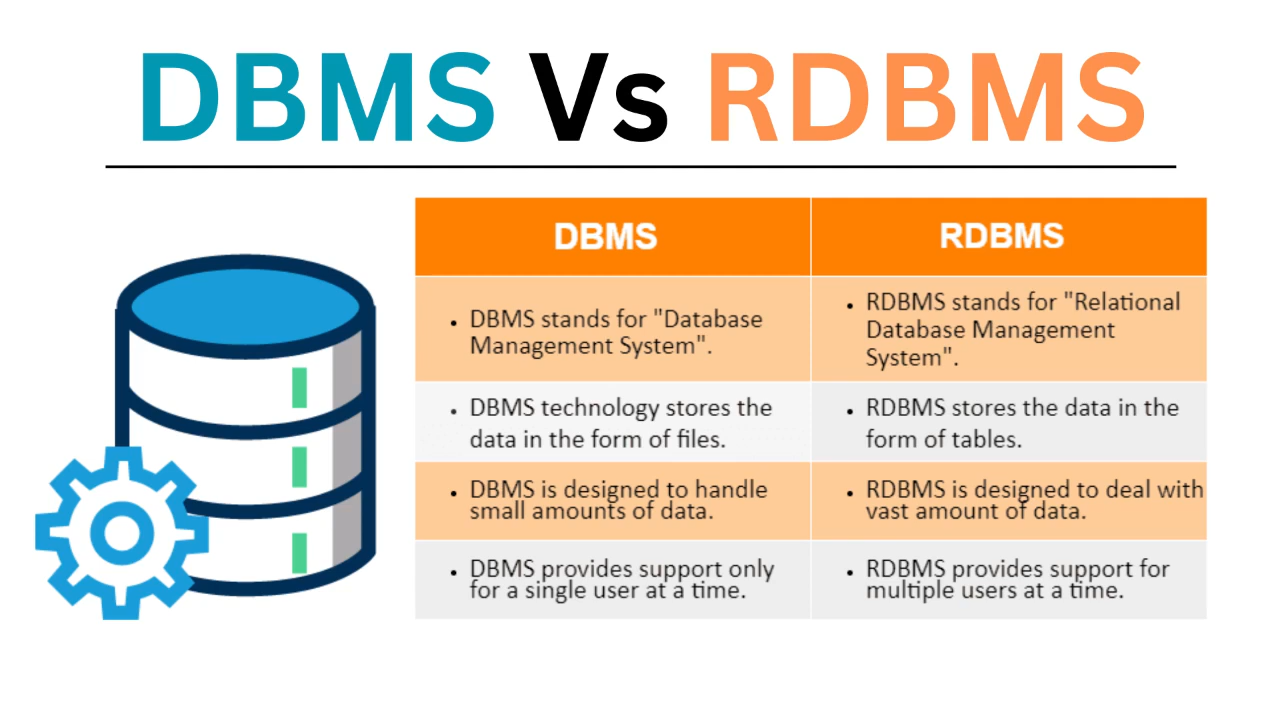 DBMS Vs RDBMS
DBMS
RDBMS
• DBMS stands for "Database
Management System".
• RDBMS stands for "Relational
Database Management
System".
• DBMS technology stores the
data in the form of files.
• RDBMS stores the data in the
form of tables.
• DBMS is designed to handle
small amounts of data.
• RDBMS is designed to deal with
vast amount of data.
• DBMS provides support only
for a single user at a time.
• RDBMS provides support for
multiple users at a time.